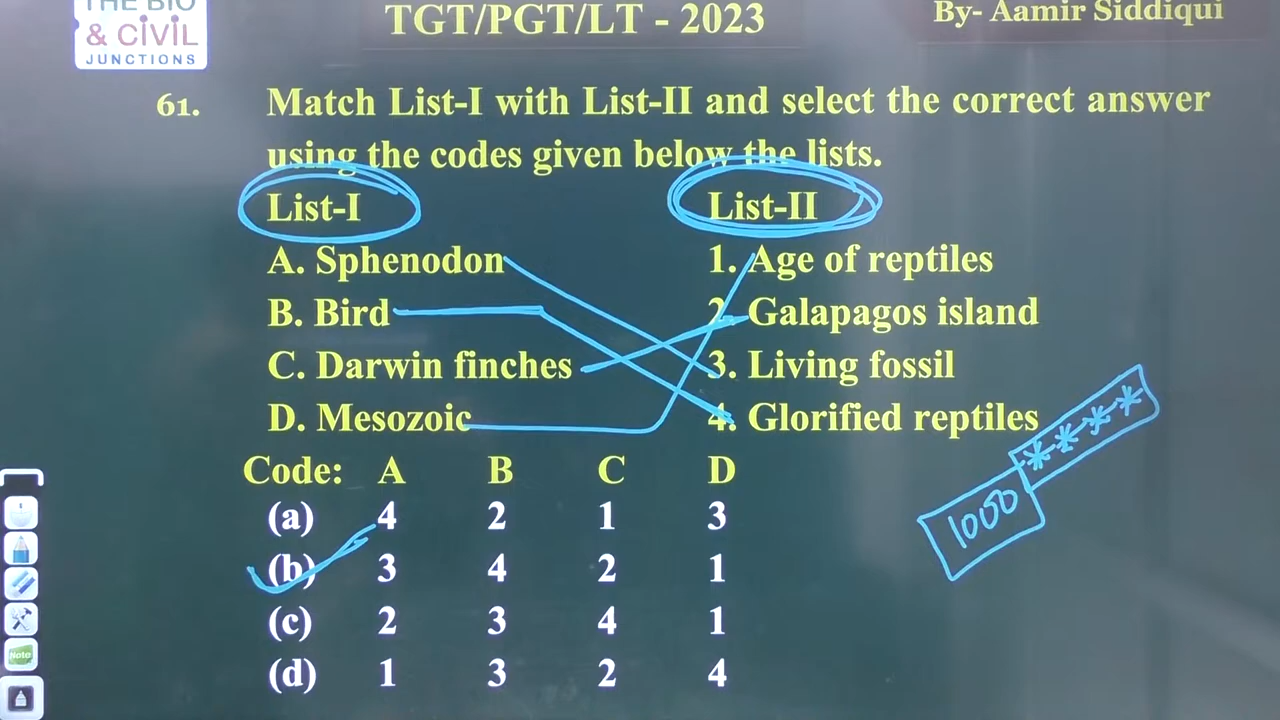 THE BIO
& CIVIL
JUNCTIONS
TGT/PGT/LT - 2023
By- Aamir Siddiqui
61. Match List-I with List-II and select the correct answer
using the codes given below the lists.
List-I List-II
A. Sphenodon 1. Age of reptiles
B. Bird 2. Galapagos island
C. Darwin finches 3. Living fossil
D. Mesozoic 4. Glorified reptiles
Code: A B C D
(a) 4 2 1 3
(b) 3 4 2 1
(c) 2 3 4 1
(d) 1 3 2 4
1000 ****
Note